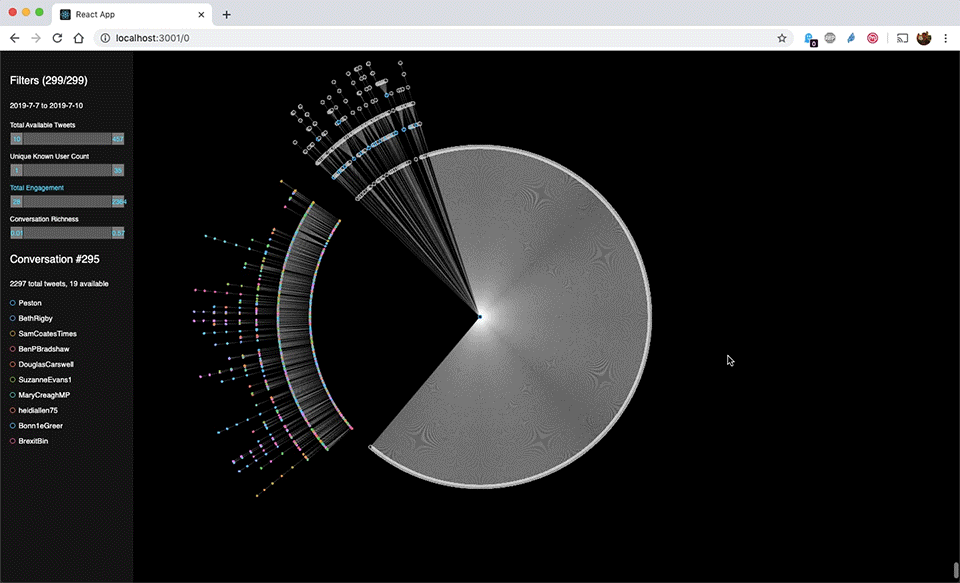 React App
localhost:3001/0
0
Filters (299/299)
2019-7-7 to 2019-7-10
Total Available Tweets
10 457
Unique Known User Count
1 35
Total Engagement
28 2364
Conversation Richness
0.01 0.87
Conversation #295
2297 total tweets, 19 available
Peston
BethRigby
SamCoatesTimes
BenPBradshaw
DouglasCarswell
SuzanneEvans1
MaryCreaghMP
heidiallen75
Bonn1eGreer
BrexitBin